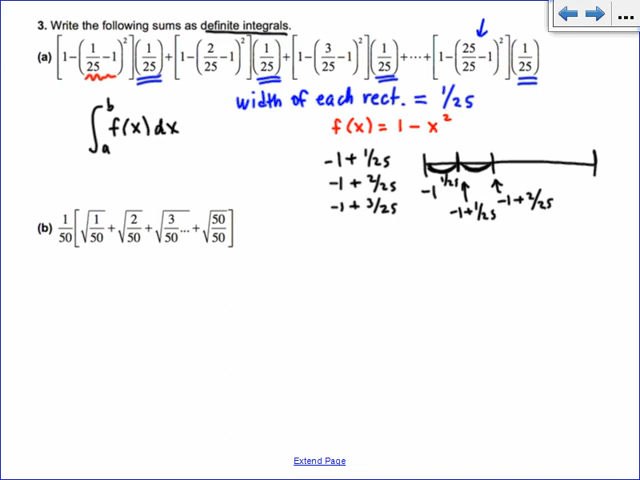 3. Write the following sums as definite integrals.
(a) [1-(1/25-1)²](1/25)+[1-(2/25-1)²](1/25)+[1-(3/25-1)²](1/25)+⋯+[1-(25/25-1)²](1/25)
width of each rect. = 1/25
∫_a^b f(x)dx
f(x) = 1 - x²
-1 + 1/25
-1 + 2/25
-1 + 3/25
-1
1/25
-1+1/25
-1+2/25
(b) 1/50[√(1/50)+√(2/50)+√(3/50)...+√(50/50)]
Extend Page